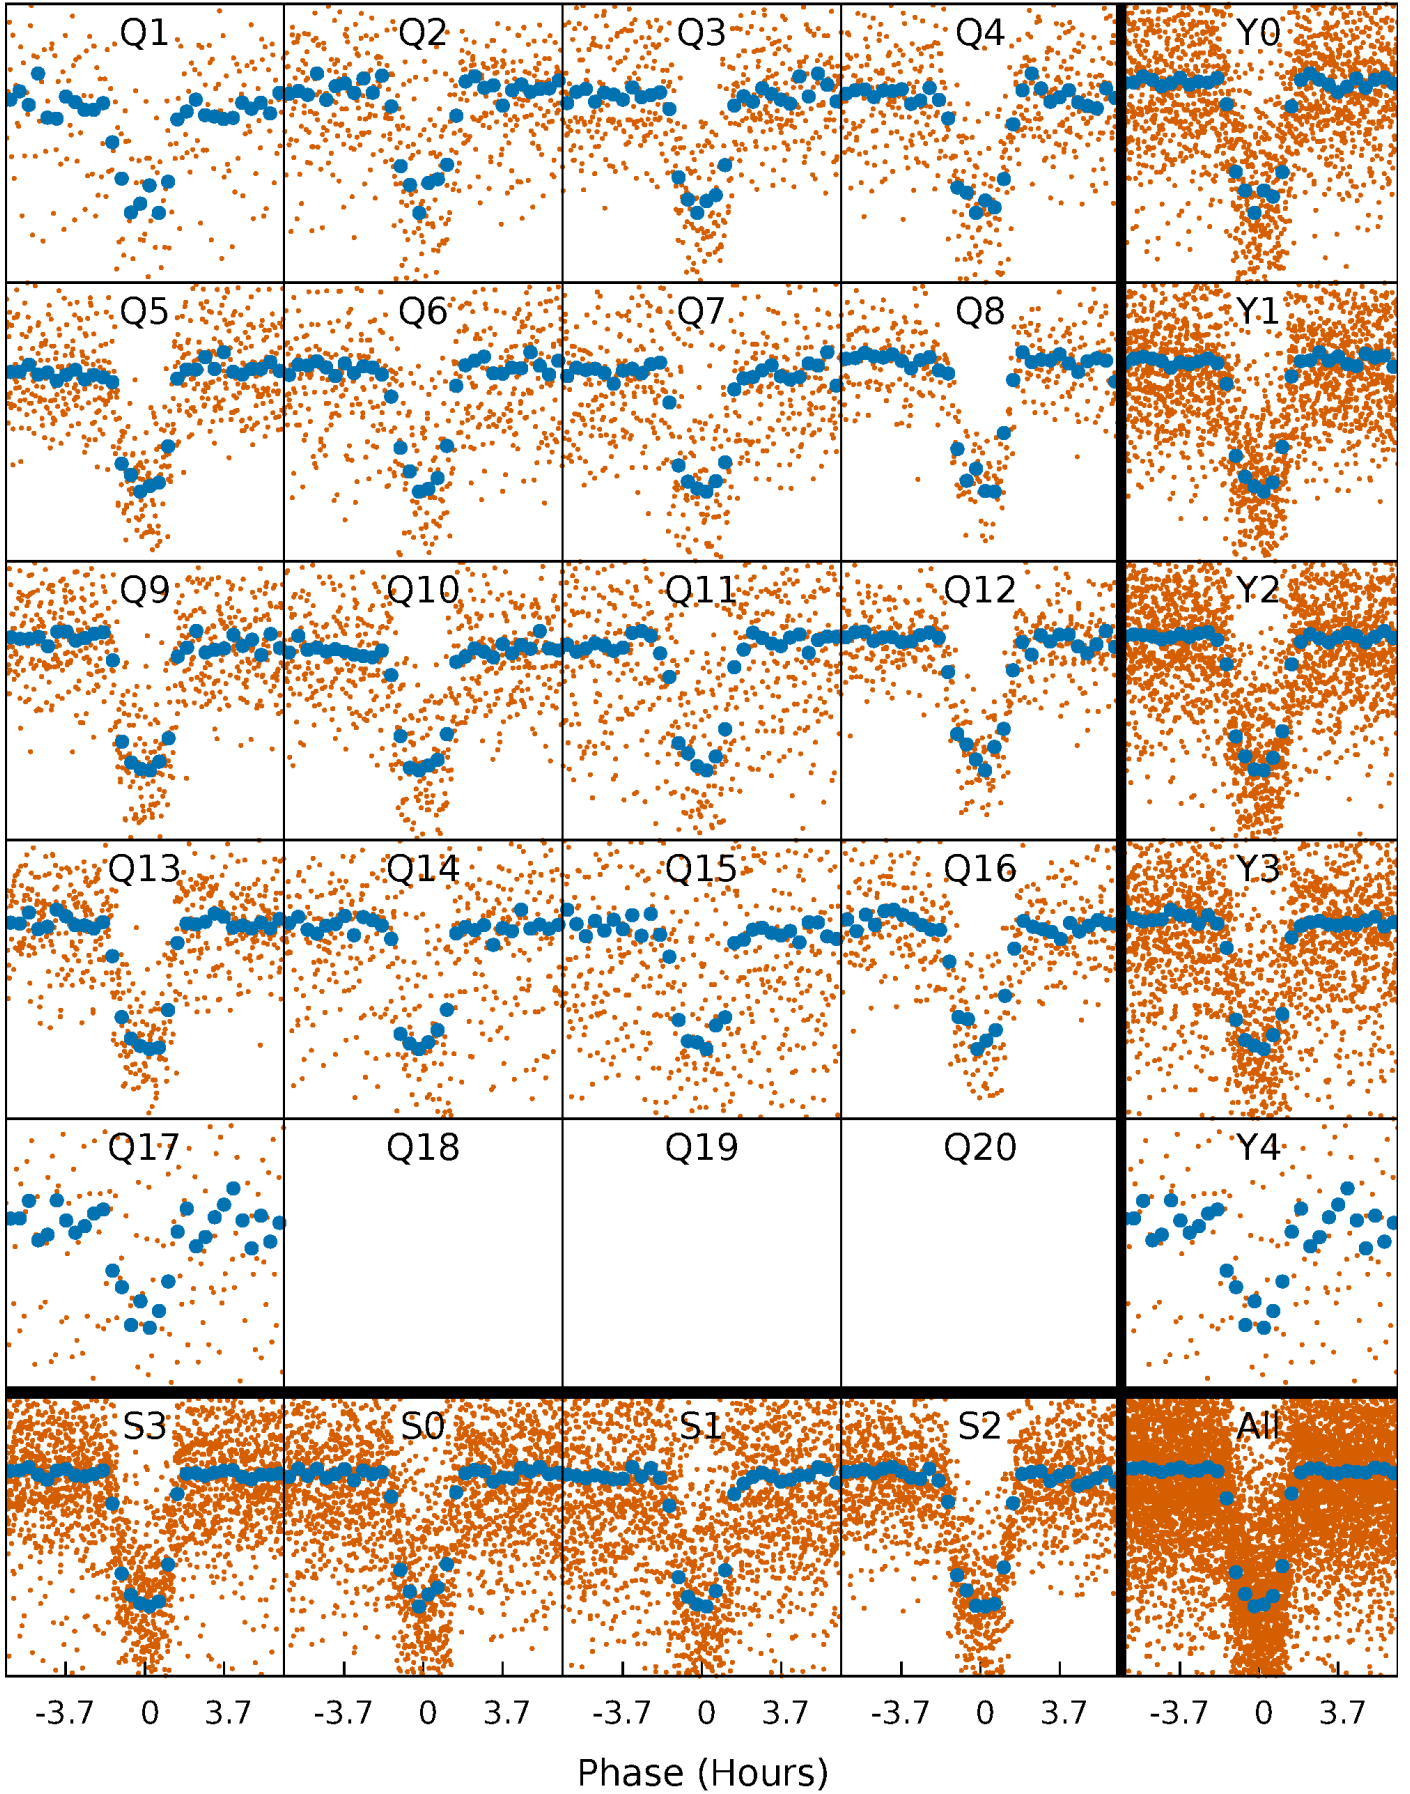 Q1 Q2 Q3 Q4 Y0
Q5 Q6 Q7 Q8 Y1
Q9 Q10 Q11 Q12 Y2
Q13 Q14 Q15 Q16 Y3
Q17 Q18 Q19 Q20 Y4
S3 S0 S1 S2 All
-3.7 0 3.7 -3.7 0 3.7 -3.7 0 3.7 -3.7 0 3.7 -3.7 0 3.7
Phase (Hours)